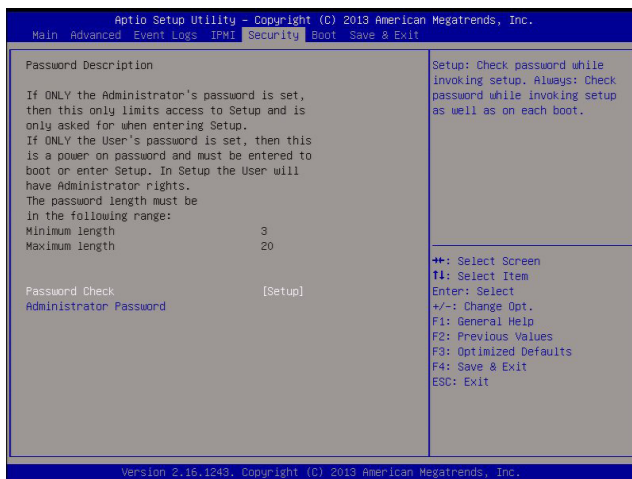 Aptio Setup Utility – Copyright (C) 2013 American Megatrends, Inc.
Main Advanced Event Logs IPMI Security Boot Save & Exit
Password Description
If ONLY the Administrator's password is set,
then this only limits access to Setup and is
only asked for when entering Setup.
If ONLY the User's password is set, then this
is a power on password and must be entered to
boot or enter Setup. In Setup the User will
have Administrator rights.
The password length must be
in the following range:
Minimum length 3
Maximum length 20
Password Check [Setup]
Administrator Password
Setup: Check password while
invoking setup. Always: Check
password while invoking setup
as well as on each boot.
→←: Select Screen
↑↓: Select Item
Enter: Select
+/-: Change Opt.
F1: General Help
F2: Previous Values
F3: Optimized Defaults
F4: Save & Exit
ESC: Exit
Version 2.16.1243. Copyright (C) 2013 American Megatrends, Inc.